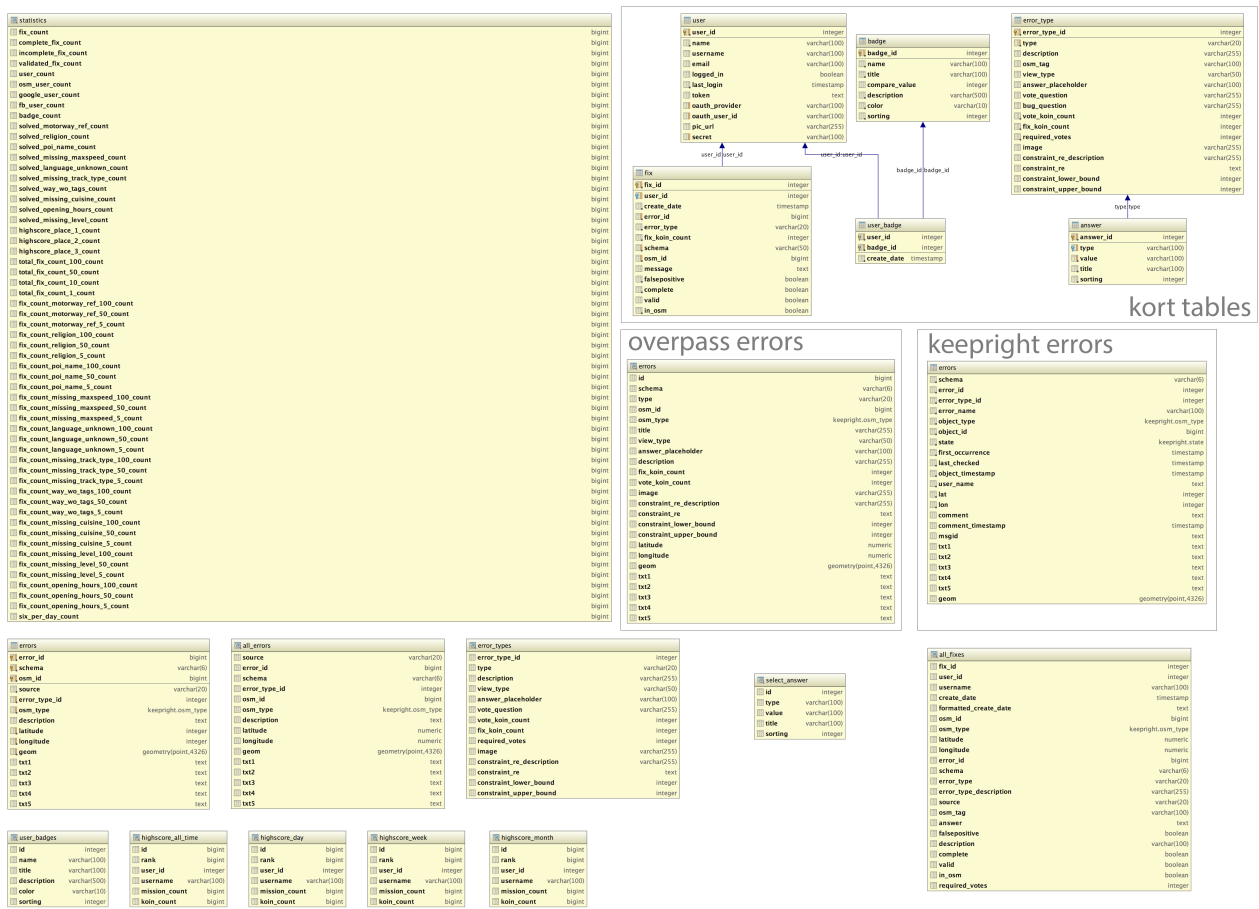 statistics
fix_count bigint
complete_fix_count bigint
incomplete_fix_count bigint
validated_fix_count bigint
user_count bigint
osm_user_count bigint
google_user_count bigint
fb_user_count bigint
badge_count bigint
solved_motorway_ref_count bigint
solved_religion_count bigint
solved_poi_name_count bigint
solved_missing_maxspeed_count bigint
solved_language_unknown_count bigint
solved_missing_track_type_count bigint
solved_way_wo_tags_count bigint
solved_missing_cuisine_count bigint
solved_opening_hours_count bigint
solved_missing_level_count bigint
highscore_place_1_count bigint
highscore_place_2_count bigint
highscore_place_3_count bigint
total_fix_count_100_count bigint
total_fix_count_50_count bigint
total_fix_count_10_count bigint
total_fix_count_1_count bigint
fix_count_motorway_ref_100_count bigint
fix_count_motorway_ref_50_count bigint
fix_count_motorway_ref_5_count bigint
fix_count_religion_100_count bigint
fix_count_religion_50_count bigint
fix_count_religion_5_count bigint
fix_count_poi_name_100_count bigint
fix_count_poi_name_50_count bigint
fix_count_poi_name_5_count bigint
fix_count_missing_maxspeed_100_count bigint
fix_count_missing_maxspeed_50_count bigint
fix_count_missing_maxspeed_5_count bigint
fix_count_language_unknown_100_count bigint
fix_count_language_unknown_50_count bigint
fix_count_language_unknown_5_count bigint
fix_count_missing_track_type_100_count bigint
fix_count_missing_track_type_50_count bigint
fix_count_missing_track_type_5_count bigint
fix_count_way_wo_tags_100_count bigint
fix_count_way_wo_tags_50_count bigint
fix_count_way_wo_tags_5_count bigint
fix_count_missing_cuisine_100_count bigint
fix_count_missing_cuisine_50_count bigint
fix_count_missing_cuisine_5_count bigint
fix_count_missing_level_100_count bigint
fix_count_missing_level_50_count bigint
fix_count_missing_level_5_count bigint
fix_count_opening_hours_100_count bigint
fix_count_opening_hours_50_count bigint
fix_count_opening_hours_5_count bigint
six_per_day_count bigint
user
user_id integer
name varchar(100)
username varchar(100)
email varchar(100)
logged_in boolean
last_login timestamp
token text
oauth_provider varchar(100)
oauth_user_id varchar(100)
pic_url varchar(255)
secret varchar(100)
badge
badge_id integer
name varchar(100)
title varchar(100)
compare_value integer
description varchar(500)
color varchar(10)
sorting integer
error_type
error_type_id integer
type varchar(20)
description varchar(255)
osm_tag varchar(100)
view_type varchar(50)
answer_placeholder varchar(100)
vote_question varchar(255)
bug_question varchar(255)
vote_koin_count integer
fix_koin_count integer
required_votes integer
image varchar(255)
constraint_re_description varchar(255)
constraint_re text
constraint_lower_bound integer
constraint_upper_bound integer
user_id:user_id
user_id:user_id
badge_id:badge_id
type:type
fix
fix_id integer
user_id integer
create_date timestamp
error_id bigint
error_type varchar(20)
fix_koin_count integer
schema varchar(50)
osm_id bigint
message text
falsepositive boolean
complete boolean
valid boolean
in_osm boolean
user_badge
user_id integer
badge_id integer
create_date timestamp
answer
answer_id integer
type varchar(100)
value varchar(100)
title varchar(100)
sorting integer
kort tables
overpass errors
errors
id bigint
schema varchar(6)
type varchar(20)
osm_id bigint
osm_type keepright.osm_type
title varchar(255)
view_type varchar(50)
answer_placeholder varchar(100)
description varchar(255)
fix_koin_count integer
vote_koin_count integer
image varchar(255)
constraint_re_description varchar(255)
constraint_re text
constraint_lower_bound integer
constraint_upper_bound integer
latitude numeric
longitude numeric
geom geometry(point,4326)
txt1 text
txt2 text
txt3 text
txt4 text
txt5 text
keepright errors
errors
schema varchar(6)
error_id integer
error_type_id integer
error_name varchar(100)
object_type keepright.osm_type
object_id bigint
state keepright.state
first_occurrence timestamp
last_checked timestamp
object_timestamp timestamp
user_name text
lat integer
lon integer
comment text
comment_timestamp timestamp
msgid text
txt1 text
txt2 text
txt3 text
txt4 text
txt5 text
geom geometry(point,4326)
errors
error_id bigint
schema varchar(6)
osm_id bigint
source varchar(20)
error_type_id integer
osm_type keepright.osm_type
description text
latitude integer
longitude integer
geom geometry(point,4326)
txt1 text
txt2 text
txt3 text
txt4 text
txt5 text
all_errors
source varchar(20)
error_id bigint
schema varchar(6)
error_type_id integer
osm_id bigint
osm_type keepright.osm_type
description text
latitude numeric
longitude numeric
geom geometry(point,4326)
txt1 text
txt2 text
txt3 text
txt4 text
txt5 text
error_types
error_type_id integer
type varchar(20)
description varchar(255)
view_type varchar(50)
answer_placeholder varchar(100)
vote_question varchar(255)
vote_koin_count integer
fix_koin_count integer
required_votes integer
image varchar(255)
constraint_re_description varchar(255)
constraint_re text
constraint_lower_bound integer
constraint_upper_bound integer
select_answer
id integer
type varchar(100)
value varchar(100)
title varchar(100)
sorting integer
all_fixes
fix_id integer
user_id integer
username varchar(100)
create_date timestamp
formatted_create_date text
osm_id bigint
osm_type keepright.osm_type
latitude numeric
longitude numeric
error_id bigint
schema varchar(6)
error_type varchar(20)
error_type_description varchar(255)
source varchar(20)
osm_tag varchar(100)
answer text
falsepositive boolean
description varchar(100)
complete boolean
valid boolean
in_osm boolean
required_votes integer
user_badges
id integer
name varchar(100)
title varchar(100)
description varchar(500)
color varchar(10)
sorting integer
highscore_all_time
id bigint
rank bigint
user_id integer
username varchar(100)
mission_count bigint
koin_count bigint
highscore_day
id bigint
rank bigint
user_id integer
username varchar(100)
mission_count bigint
koin_count bigint
highscore_week
id bigint
rank bigint
user_id integer
username varchar(100)
mission_count bigint
koin_count bigint
highscore_month
id bigint
rank bigint
user_id integer
username varchar(100)
mission_count bigint
koin_count bigint